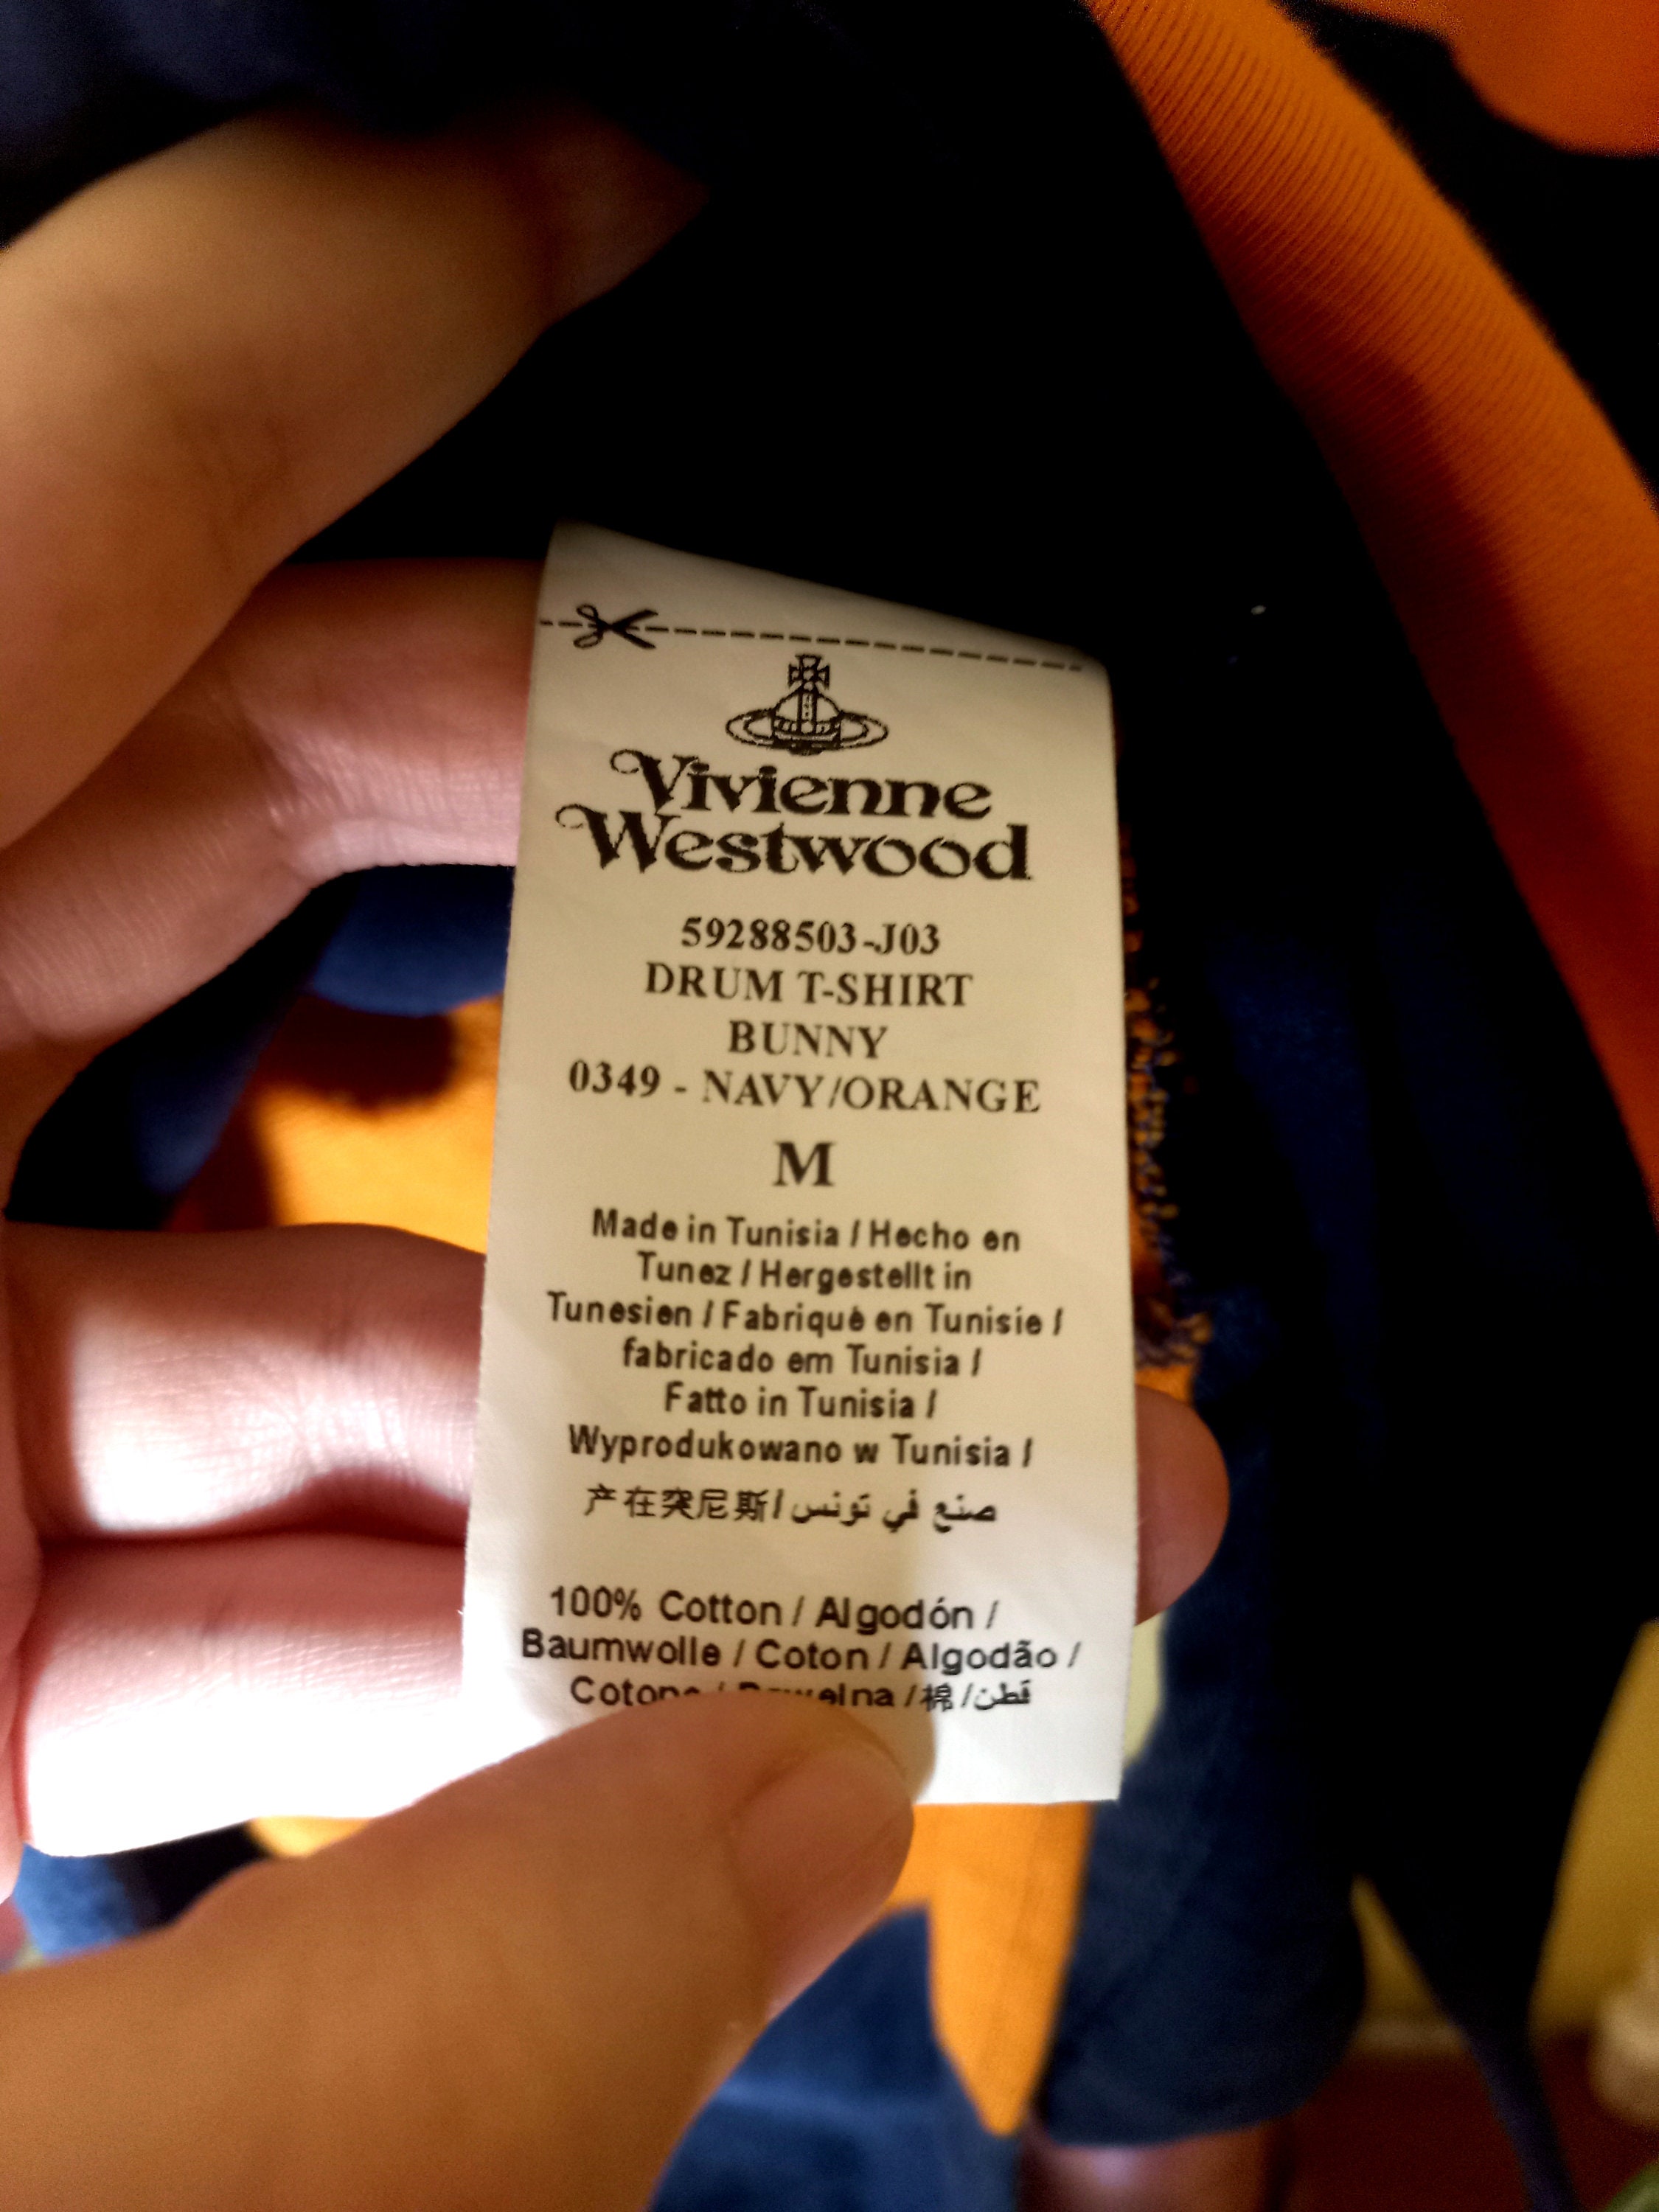 Vivienne
Westwood
59288503-J03
DRUM T-SHIRT
BUNNY
0349 - NAVY/ORANGE
M
Made in Tunisia / Hecho en
Tunez / Hergestellt in
Tunesien / Fabriqué en Tunisie /
fabricado em Tunisia /
Fatto in Tunisia /
Wyprodukowano w Tunisia /
产在突尼斯/ صنع في تونس
100% Cotton / Algodón /
Baumwolle / Coton / Algodão /
Cotone / / 棉 / قطن